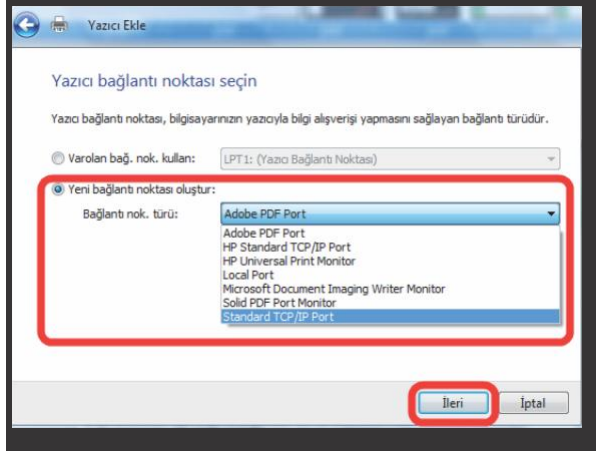 Yazıcı Ekle
Yazıcı bağlantı noktası seçin
Yazıcı bağlantı noktası, bilgisayarınızın yazıcıyla bilgi alışverişi yapmasını sağlayan bağlantı türüdür.
Varolan bağ. nok. kullan: LPT1: (Yazıcı Bağlantı Noktası)
Yeni bağlantı noktası oluştur:
Bağlantı nok. türü: Adobe PDF Port
Adobe PDF Port
HP Standard TCP/IP Port
HP Universal Print Monitor
Local Port
Microsoft Document Imaging Writer Monitor
Solid PDF Port Monitor
Standard TCP/IP Port
İleri İptal